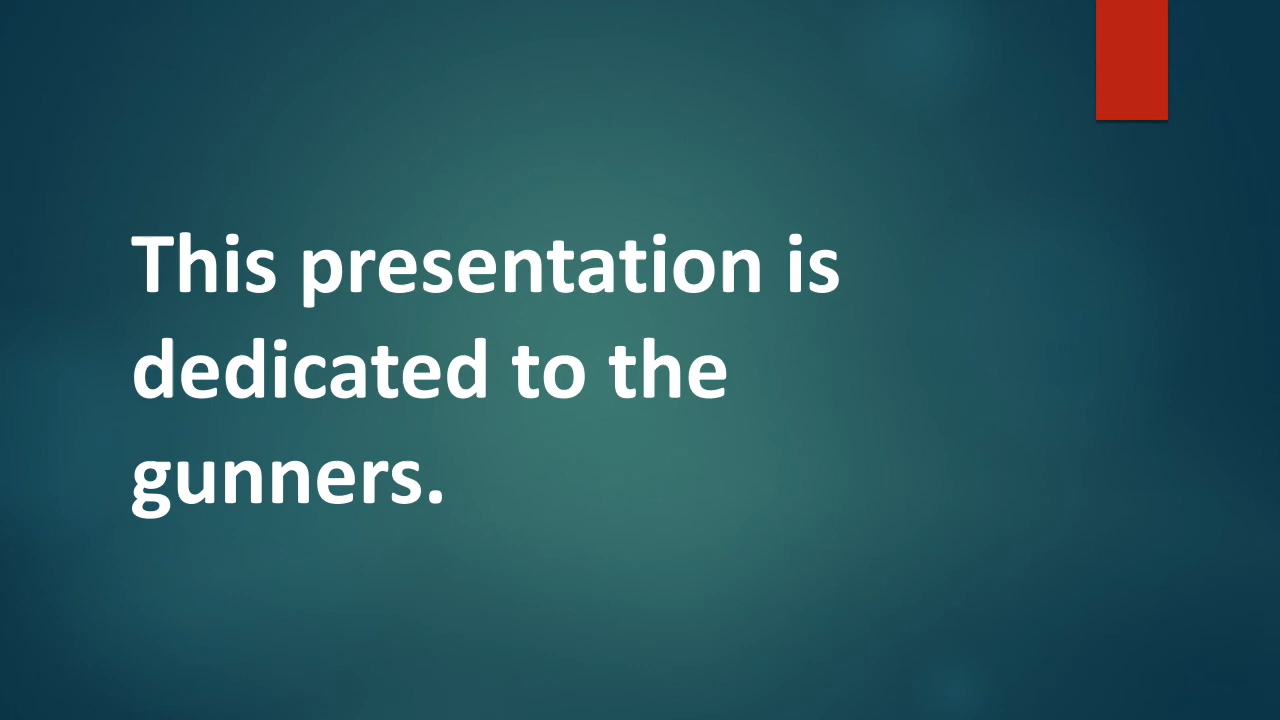 This presentation is
dedicated to the
gunners.